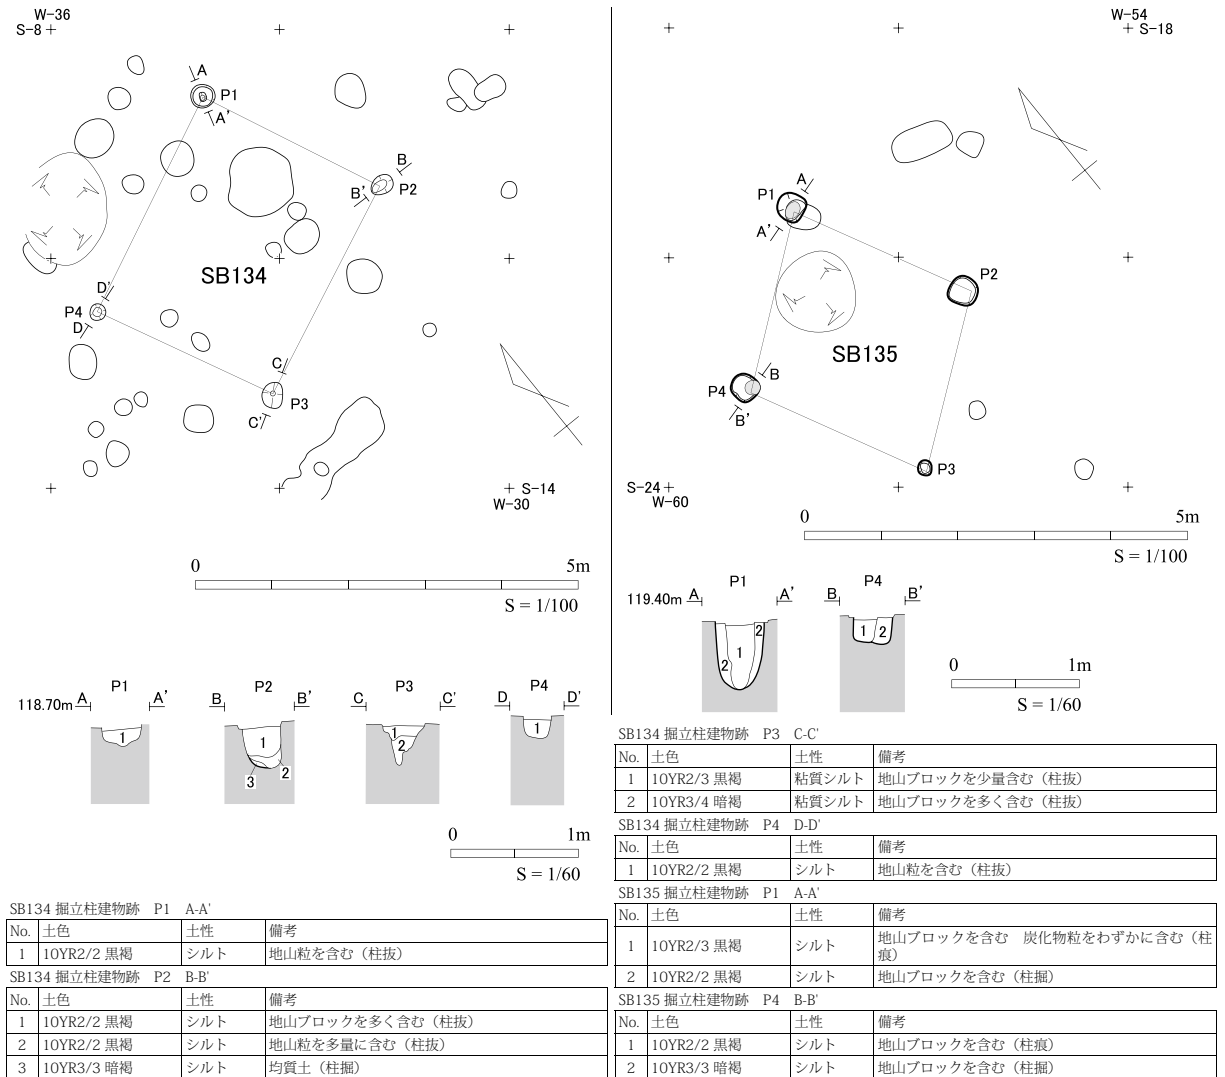 W-36
S-8
A
P1
A'
B
P2
B'
SB134
D'
P4
D
C
P3
C'
S-14
W-30
0 5m
S = 1/100
P1 P2 P3 P4
118.70m A A' B B' C C' D D'
1
1
2
3
1
2
1
0 1m
S = 1/60
SB134 掘立柱建物跡 P1 A-A'
No. 土色 土性 備考
1 10YR2/2 黒褐 シルト 地山粒を含む（柱抜）
SB134 掘立柱建物跡 P2 B-B'
No. 土色 土性 備考
1 10YR2/2 黒褐 シルト 地山ブロックを多く含む（柱抜）
2 10YR2/2 黒褐 シルト 地山粒を多量に含む（柱抜）
3 10YR3/3 暗褐 シルト 均質土（柱掘）
W-54
S-18
A
P1
A'
P2
SB135
B
P4
B'
P3
S-24
W-60
0 5m
S = 1/100
P1 P4
119.40m A A' B B'
2
1
2
1 2
0 1m
S = 1/60
SB134 掘立柱建物跡 P3 C-C'
No. 土色 土性 備考
1 10YR2/3 黒褐 粘質シルト 地山ブロックを少量含む（柱抜）
2 10YR3/4 暗褐 粘質シルト 地山ブロックを多く含む（柱抜）
SB134 掘立柱建物跡 P4 D-D'
No. 土色 土性 備考
1 10YR2/2 黒褐 シルト 地山粒を含む（柱抜）
SB135 掘立柱建物跡 P1 A-A'
No. 土色 土性 備考
1 10YR2/3 黒褐 シルト 地山ブロックを含む 炭化物粒をわずかに含む（柱
痕）
2 10YR2/2 黒褐 シルト 地山ブロックを含む（柱掘）
SB135 掘立柱建物跡 P4 B-B'
No. 土色 土性 備考
1 10YR2/2 黒褐 シルト 地山ブロックを含む（柱痕）
2 10YR3/3 暗褐 シルト 地山ブロックを含む（柱掘）